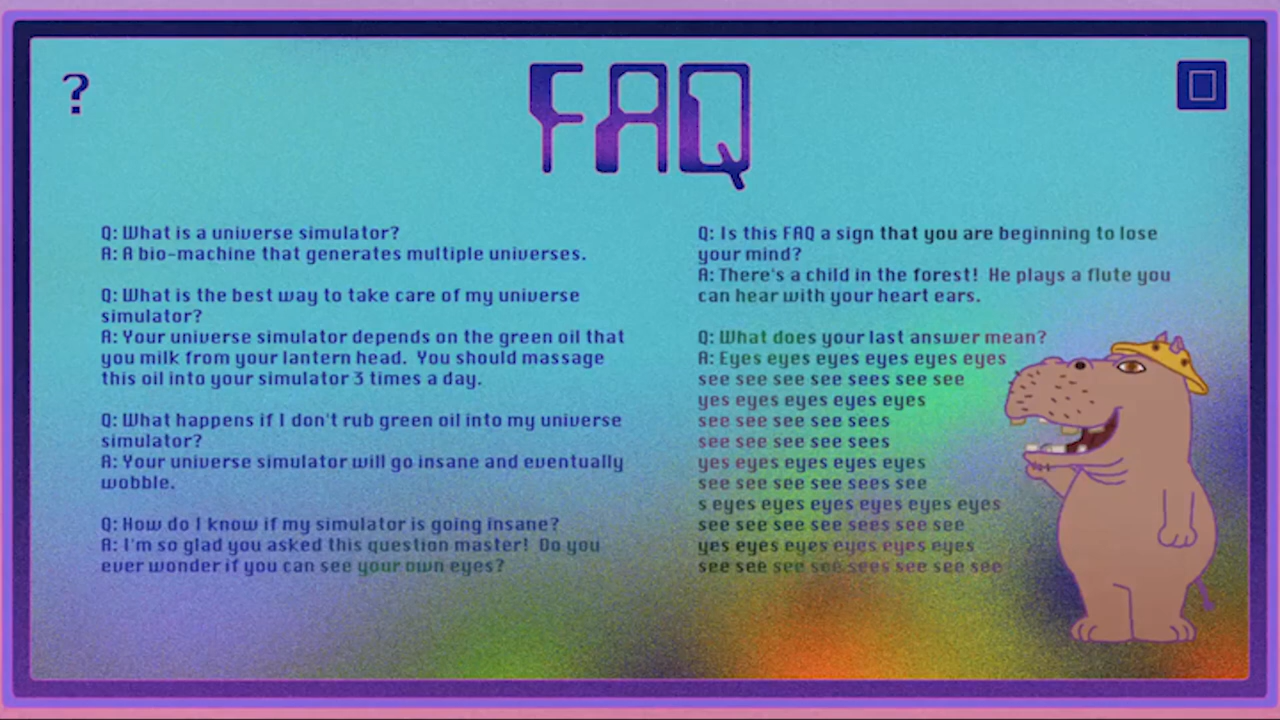 ?
FAQ
Q: What is a universe simulator?
A: A bio-machine that generates multiple universes.
Q: What is the best way to take care of my universe
simulator?
A: Your universe simulator depends on the green oil that
you milk from your lantern head. You should massage
this oil into your simulator 3 times a day.
Q: What happens if I don't rub green oil into my universe
simulator?
A: Your universe simulator will go insane and eventually
wobble.
Q: How do I know if my simulator is going insane?
A: I'm so glad you asked this question master! Do you
ever wonder if you can see your own eyes?
Q: Is this FAQ a sign that you are beginning to lose
your mind?
A: There's a child in the forest! He plays a flute you
can hear with your heart ears.
Q: What does your last answer mean?
A: Eyes eyes eyes eyes eyes eyes
see see see see sees see see
yes eyes eyes eyes eyes
see see see see sees
see see see see sees
yes eyes eyes eyes eyes
see see see see sees see
s eyes eyes eyes eyes eyes eyes
see see see see sees see see
yes eyes eyes eyes eyes eyes
see see see see sees see see see